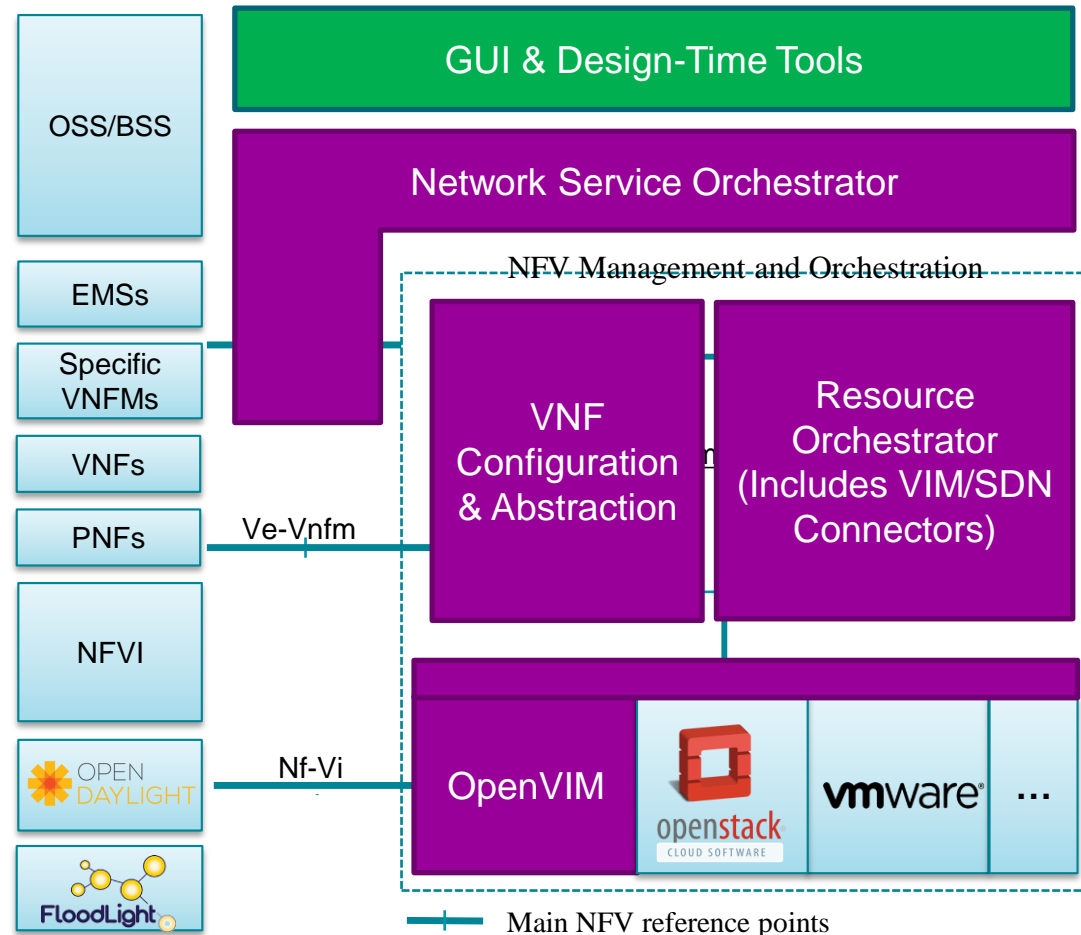 GUI & Design-Time Tools
OSS/BSS
Network Service Orchestrator
NFV Management and Orchestration
EMSs
Specific
VNFMs
VNFs
PNFs
NFVI
OPEN
DAYLIGHT
FloodLight
Ve-Vnfm
Nf-Vi
VNF
Configuration
& Abstraction
Resource
Orchestrator
(Includes VIM/SDN
Connectors)
OpenVIM
openstack
CLOUD SOFTWARE
vmware®
...
Main NFV reference points